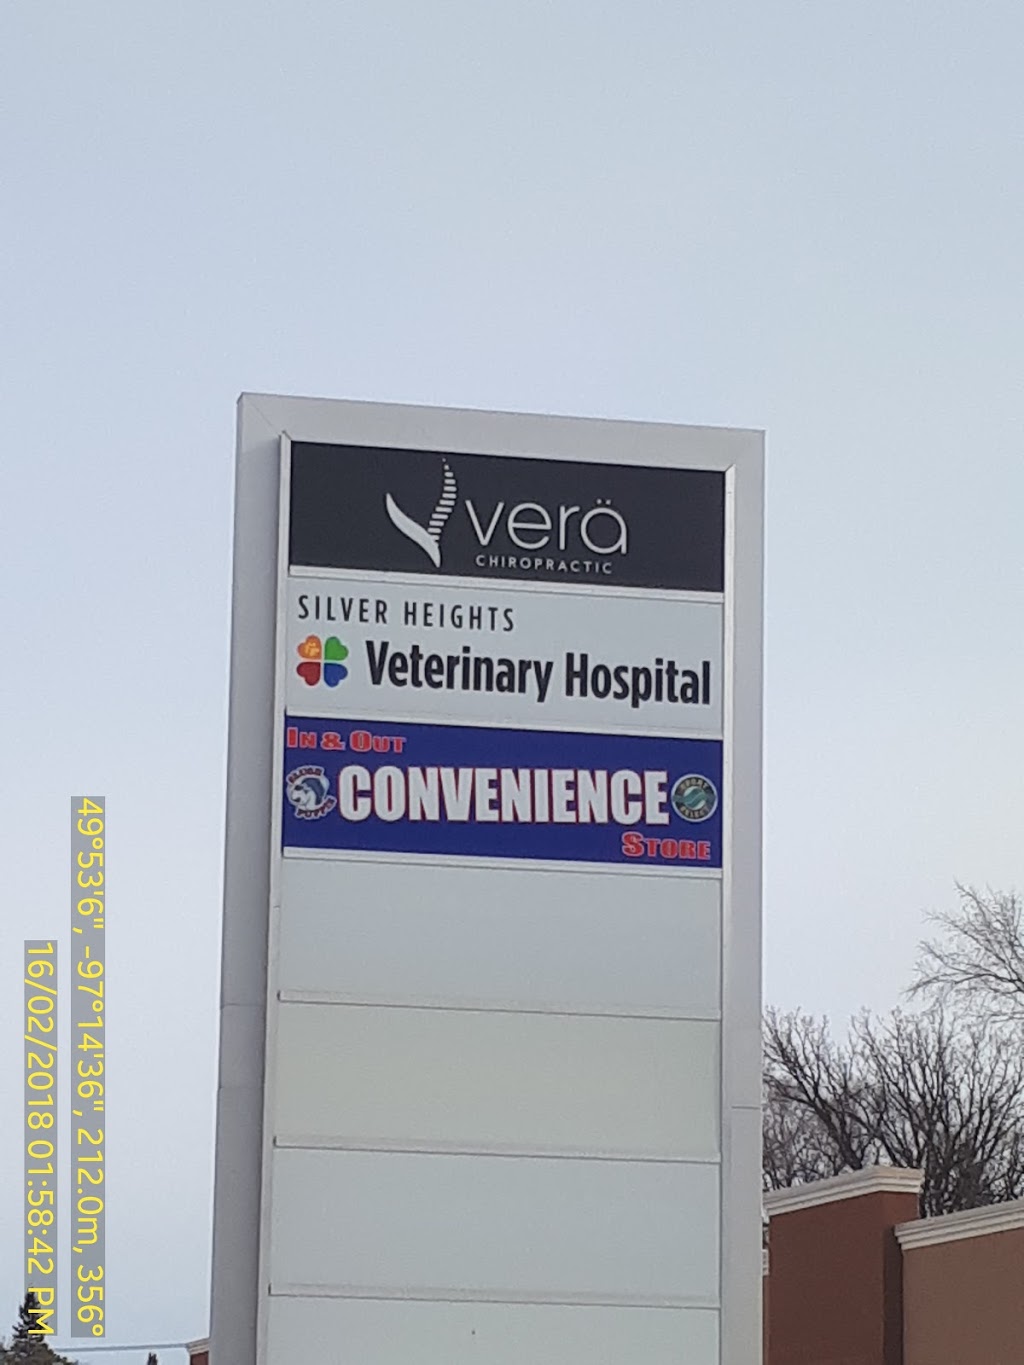 verä
CHIROPRACTIC
SILVER HEIGHTS
Veterinary Hospital
IN & OUT
CONVENIENCE
STORE
49°53'6", -97°14'36", 212.0m, 356°
16/02/2018 01:58:42 PM